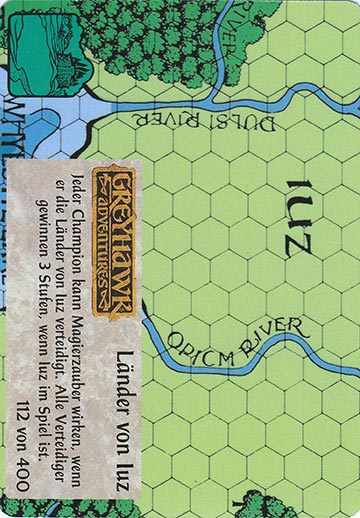 RIVER
DULSI RIVER
IUZ
OPICM RIVER
GREYHAWK
ADVENTURES
Länder von Iuz
Jeder Champion kann Magierzauber wirken, wenn
er die Länder von Iuz verteidigt. Alle Verteidiger
gewinnen 3 Stufen, wenn Iuz im Spiel ist.
112 von 400